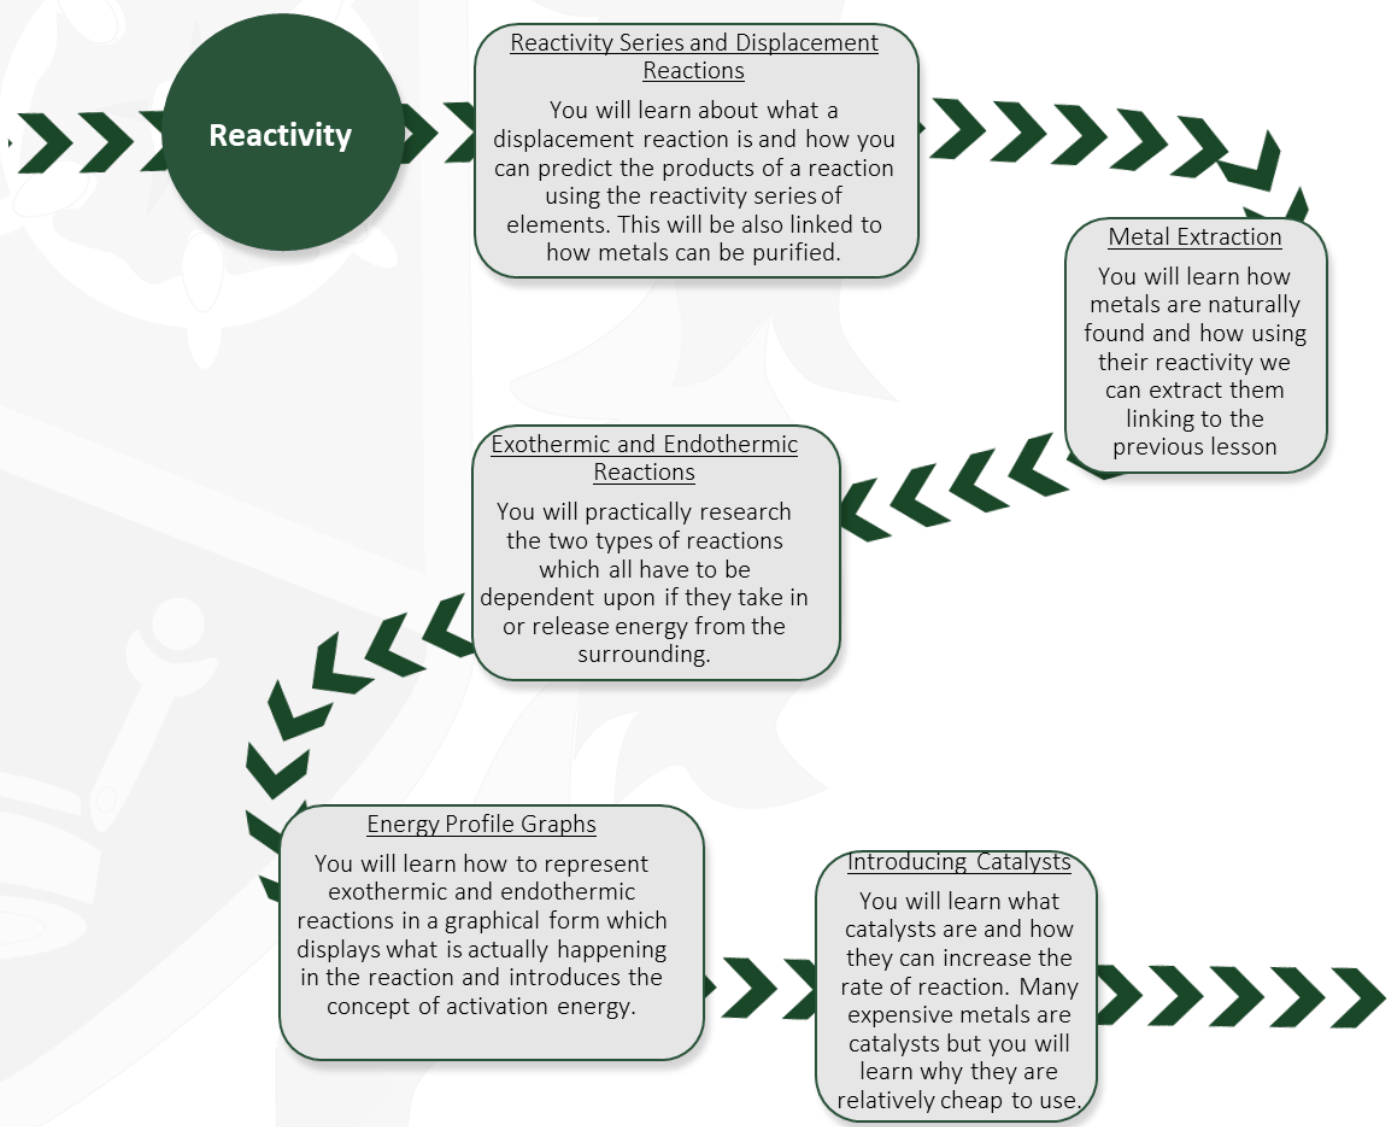 Reactivity
Reactivity Series and Displacement
Reactions
You will learn about what a
displacement reaction is and how you
can predict the products of a reaction
using the reactivity series of
elements. This will be also linked to
how metals can be purified.
Metal Extraction
You will learn how
metals are naturally
found and how using
their reactivity we
can extract them
linking to the
previous lesson
Exothermic and Endothermic
Reactions
You will practically research
the two types of reactions
which all have to be
dependent upon if they take in
or release energy from the
surrounding.
Energy Profile Graphs
You will learn how to represent
exothermic and endothermic
reactions in a graphical form which
displays what is actually happening
in the reaction and introduces the
concept of activation energy.
Introducing Catalysts
You will learn what
catalysts are and how
they can increase the
rate of reaction. Many
expensive metals are
catalysts but you will
learn why they are
relatively cheap to use.